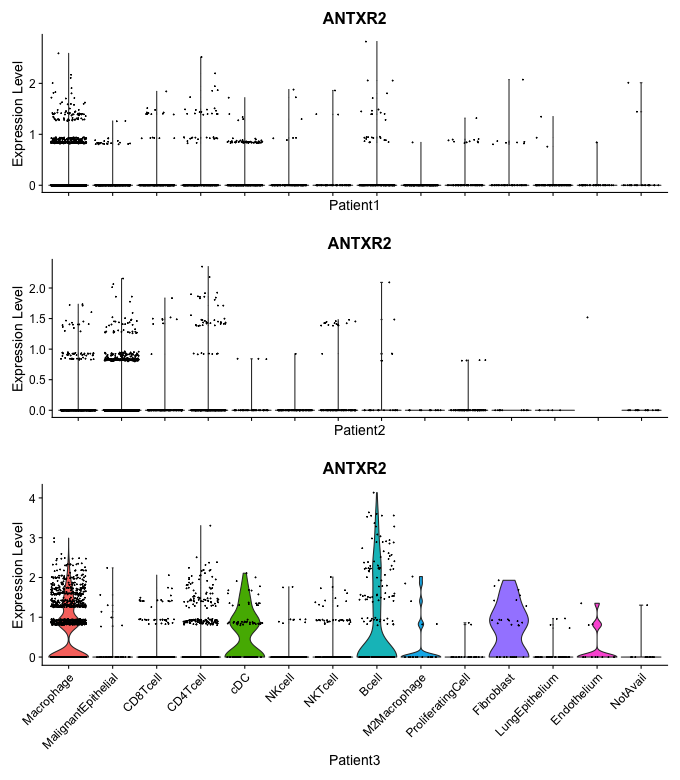 ANTXR2
Expression Level
2
1
0
Patient1
ANTXR2
Expression Level
2.0
1.5
1.0
0.5
0.0
Patient2
ANTXR2
Expression Level
4
3
2
1
0
Macrophage
MalignantEpithelial
CD8Tcell
CD4Tcell
cDC
NKcell
NKTcell
Bcell
M2Macrophage
ProliferatingCell
Fibroblast
LungEpithelium
Endothelium
NotAvail
Patient3